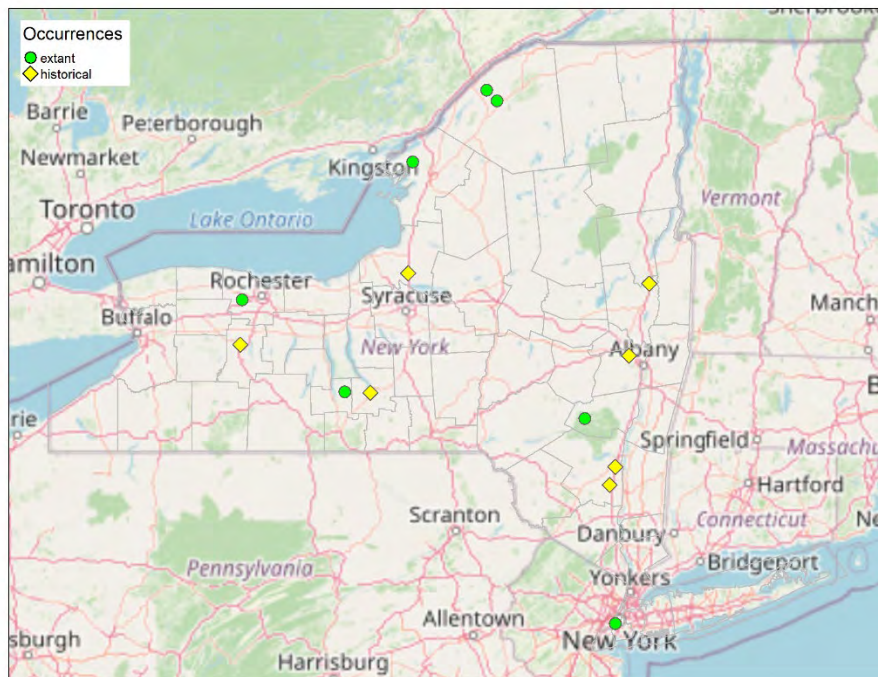 Occurrences
extant
historical
Sherbrooke
Barrie
Peterborough
Newmarket
Kingston
Toronto
Lake Ontario
Vermont
amilton
Rochester
Syracuse
Buffalo
Manch
New York
Albany
B
rie
Springfield
Massachu
Hartford
Scranton
Danbury
Connecticut
Ne
Bridgeport
Pennsylvania
Yonkers
Allentown
sburgh
New York
Harrisburg